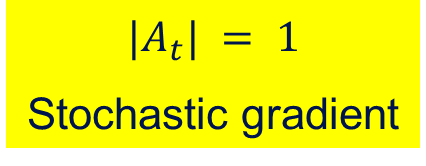 |A_t| = 1
Stochastic gradient